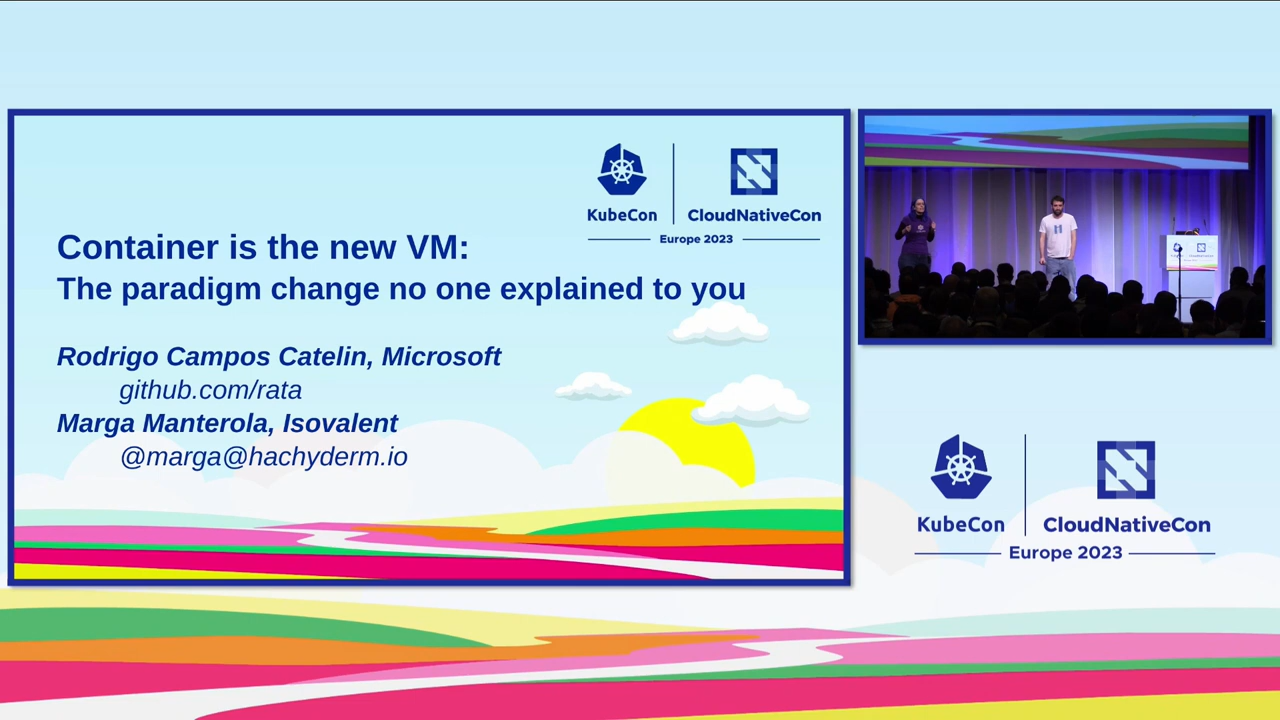 KubeCon
CloudNativeCon
Europe 2023
Container is the new VM:
The paradigm change no one explained to you
Rodrigo Campos Catelin, Microsoft
github.com/rata
Marga Manterola, Isovalent
@marga@hachyderm.io
KubeCon
CloudNativeCon
Europe 2023